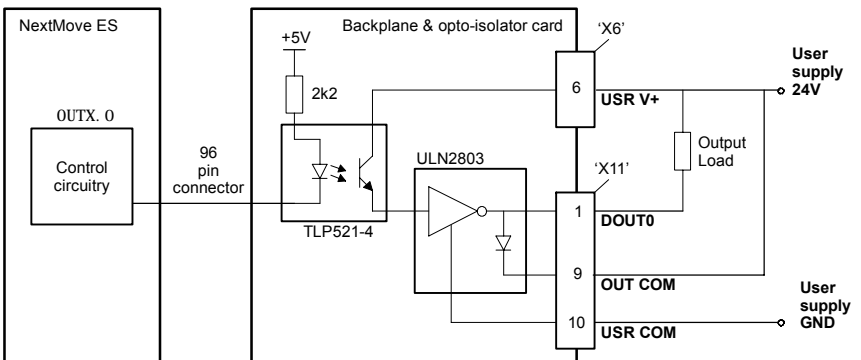 NextMove ES
Backplane & opto-isolator card
'X6'
+5V
User
supply
24V
6
USR V+
2k2
OUTX. 0
Control
circuitry
96
pin
connector
Output
Load
ULN2803
'X11'
1
DOUT0
TLP521-4
9
OUT COM
User
supply
GND
10
USR COM